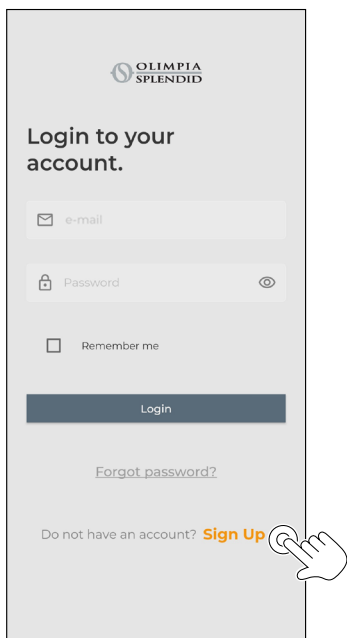 OLIMPIA
SPLENDID
Login to your
account.
e-mail
Password
Remember me
Login
Forgot password?
Do not have an account? Sign Up